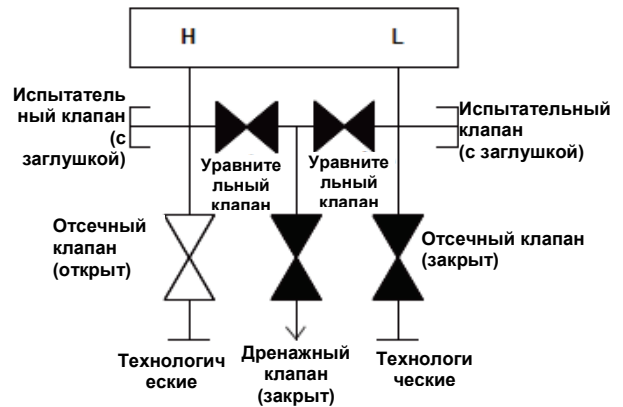 H
L
Испытатель
ный клапан
(с
заглушкой)
Испытательный
клапан
(с заглушкой)
Уравните
льный
клапан
Уравните
льный
клапан
Отсечный
клапан
(открыт)
Отсечный клапан
(закрыт)
Технологич
еские
Дренажный
клапан
(закрыт)
Технологи
ческие